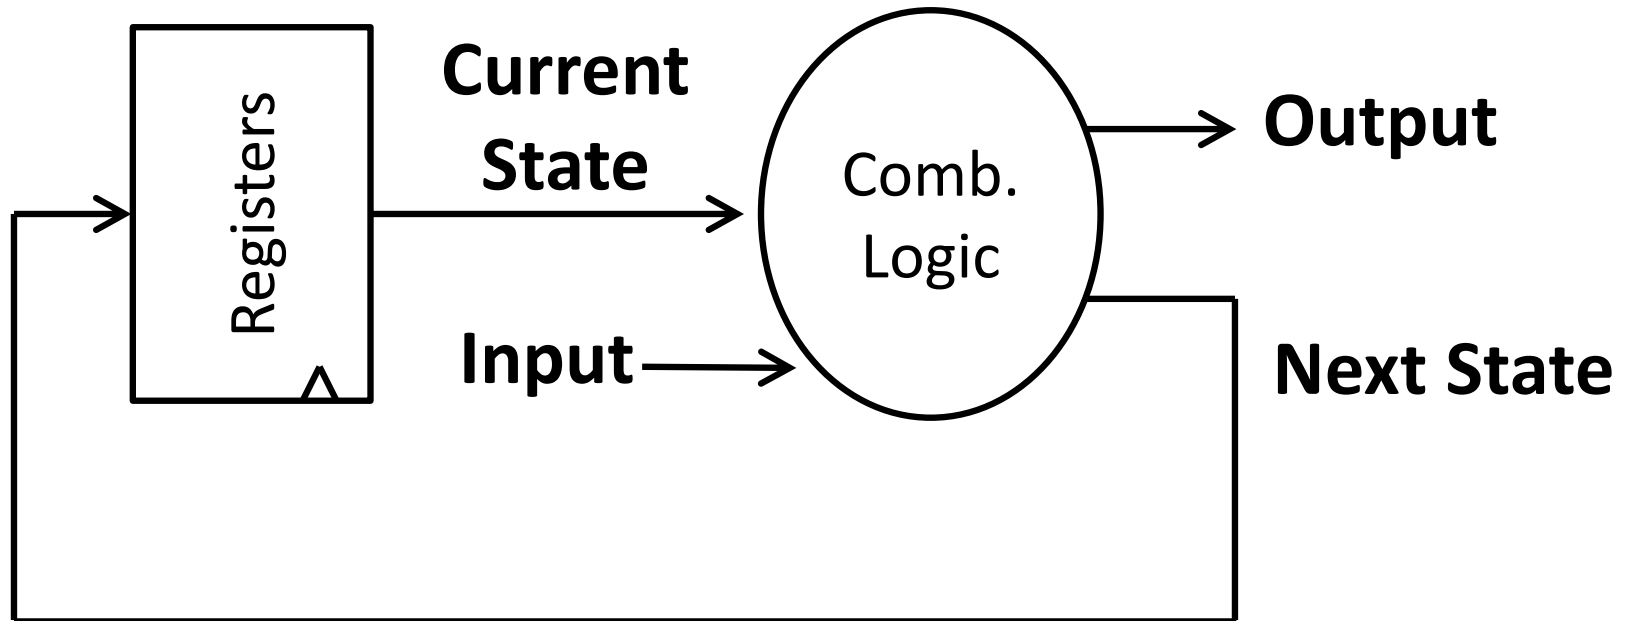 Registers
Current
State
Input
Comb.
Logic
Output
Next State